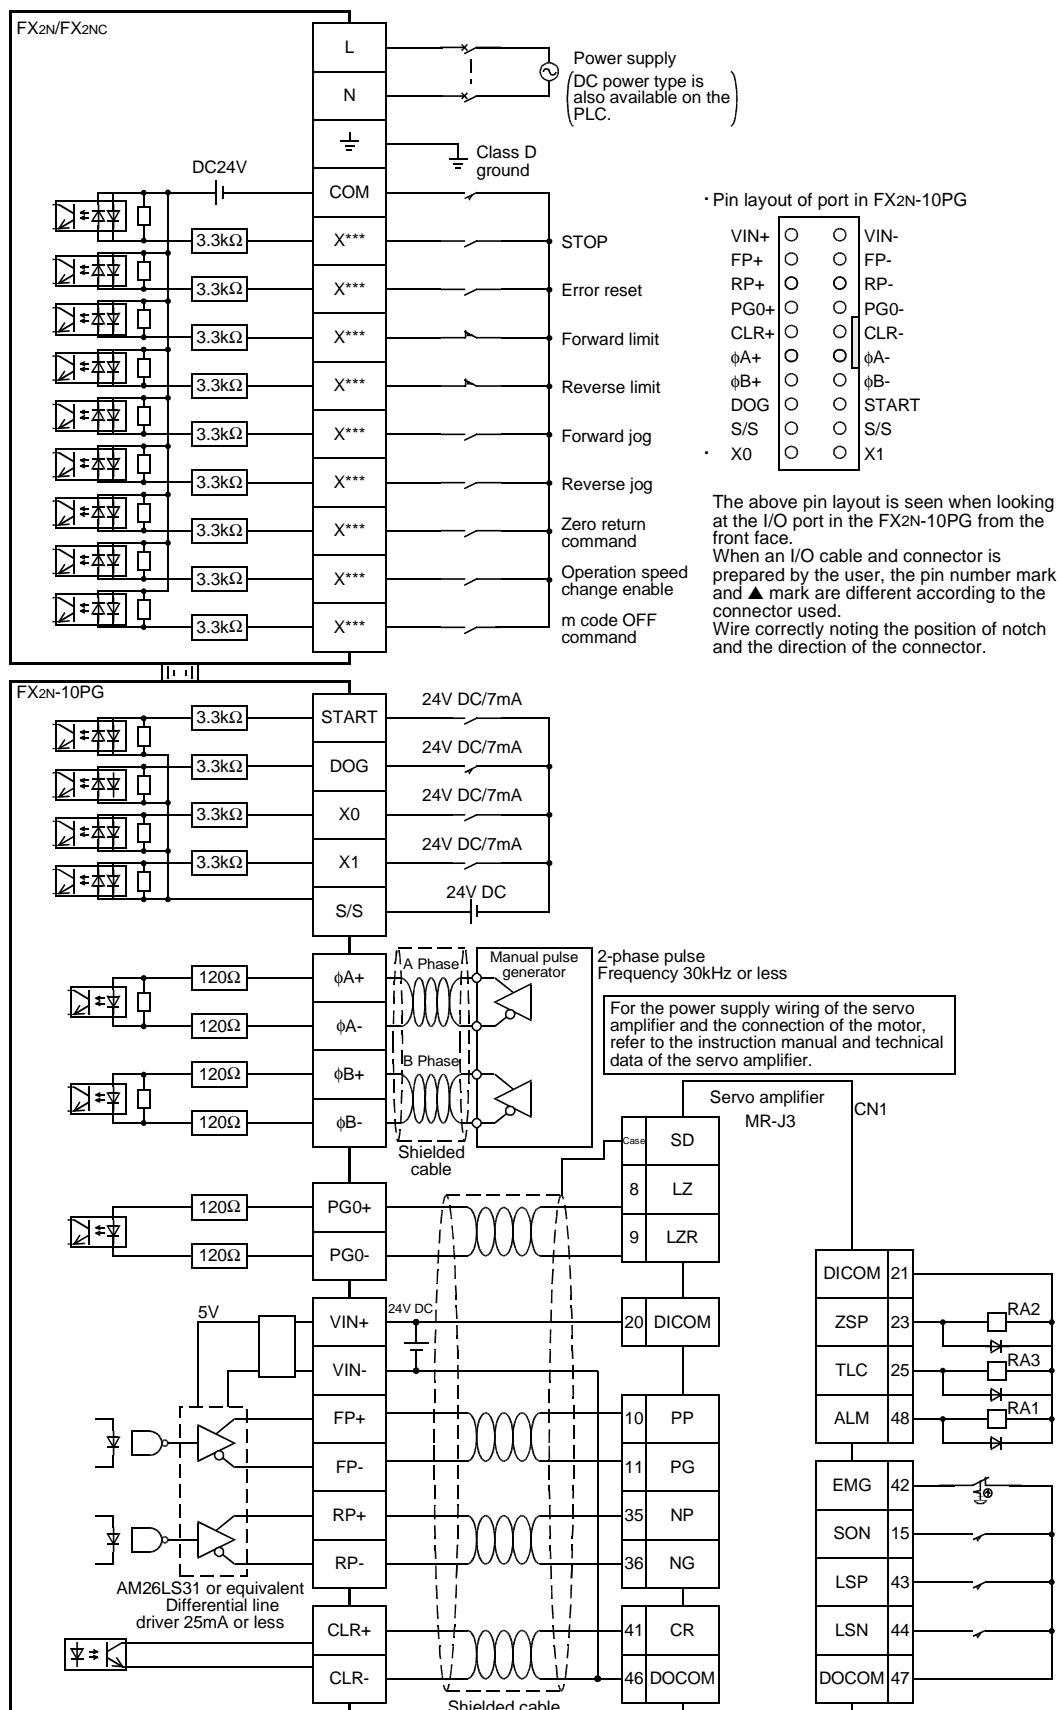 FX2N/FX2NC
L
N
Power supply
DC power type is
also available on the
PLC.
Class D
ground
DC24V
COM
3.3kΩ
X***
STOP
3.3kΩ
X***
Error reset
3.3kΩ
X***
Forward limit
3.3kΩ
X***
Reverse limit
3.3kΩ
X***
Forward jog
3.3kΩ
X***
Reverse jog
3.3kΩ
X***
Zero return
command
3.3kΩ
X***
Operation speed
change enable
3.3kΩ
X***
m code OFF
command
· Pin layout of port in FX2N-10PG
VIN+ VIN-
FP+ FP-
RP+ RP-
PG0+ PG0-
CLR+ CLR-
ϕA+ ϕA-
ϕB+ ϕB-
DOG START
S/S S/S
· X0 X1
The above pin layout is seen when looking
at the I/O port in the FX2N-10PG from the
front face.
When an I/O cable and connector is
prepared by the user, the pin number mark
and ▲ mark are different according to the
connector used.
Wire correctly noting the position of notch
and the direction of the connector.
FX2N-10PG
3.3kΩ
START
24V DC/7mA
3.3kΩ
DOG
24V DC/7mA
3.3kΩ
X0
24V DC/7mA
3.3kΩ
X1
24V DC/7mA
S/S
24V DC
120Ω
ϕA+
A Phase
Manual pulse
generator
2-phase pulse
Frequency 30kHz or less
120Ω
ϕA-
120Ω
ϕB+
B Phase
120Ω
ϕB-
Shielded
cable
For the power supply wiring of the servo
amplifier and the connection of the motor,
refer to the instruction manual and technical
data of the servo amplifier.
Servo amplifier
MR-J3
CN1
Case SD
120Ω
PG0+
8 LZ
120Ω
PG0-
9 LZR
5V
VIN+
24V DC
20 DICOM
VIN-
FP+
10 PP
FP-
11 PG
RP+
35 NP
RP-
36 NG
AM26LS31 or equivalent
Differential line
driver 25mA or less
CLR+
41 CR
CLR-
46 DOCOM
Shielded cable
DICOM 21
ZSP 23
RA2
TLC 25
RA3
ALM 48
RA1
EMG 42
SON 15
LSP 43
LSN 44
DOCOM 47